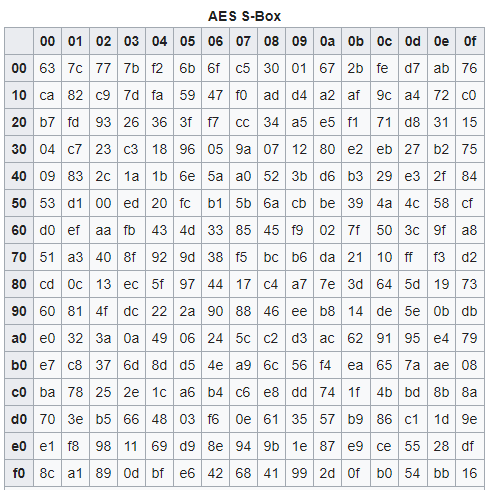 AES S-Box
00 01 02 03 04 05 06 07 08 09 0a 0b 0c 0d 0e 0f
00 63 7c 77 7b f2 6b 6f c5 30 01 67 2b fe d7 ab 76
10 ca 82 c9 7d fa 59 47 f0 ad d4 a2 af 9c a4 72 c0
20 b7 fd 93 26 36 3f f7 cc 34 a5 e5 f1 71 d8 31 15
30 04 c7 23 c3 18 96 05 9a 07 12 80 e2 eb 27 b2 75
40 09 83 2c 1a 1b 6e 5a a0 52 3b d6 b3 29 e3 2f 84
50 53 d1 00 ed 20 fc b1 5b 6a cb be 39 4a 4c 58 cf
60 d0 ef aa fb 43 4d 33 85 45 f9 02 7f 50 3c 9f a8
70 51 a3 40 8f 92 9d 38 f5 bc b6 da 21 10 ff f3 d2
80 cd 0c 13 ec 5f 97 44 17 c4 a7 7e 3d 64 5d 19 73
90 60 81 4f dc 22 2a 90 88 46 ee b8 14 de 5e 0b db
a0 e0 32 3a 0a 49 06 24 5c c2 d3 ac 62 91 95 e4 79
b0 e7 c8 37 6d 8d d5 4e a9 6c 56 f4 ea 65 7a ae 08
c0 ba 78 25 2e 1c a6 b4 c6 e8 dd 74 1f 4b bd 8b 8a
d0 70 3e b5 66 48 03 f6 0e 61 35 57 b9 86 c1 1d 9e
e0 e1 f8 98 11 69 d9 8e 94 9b 1e 87 e9 ce 55 28 df
f0 8c a1 89 0d bf e6 42 68 41 99 2d 0f b0 54 bb 16